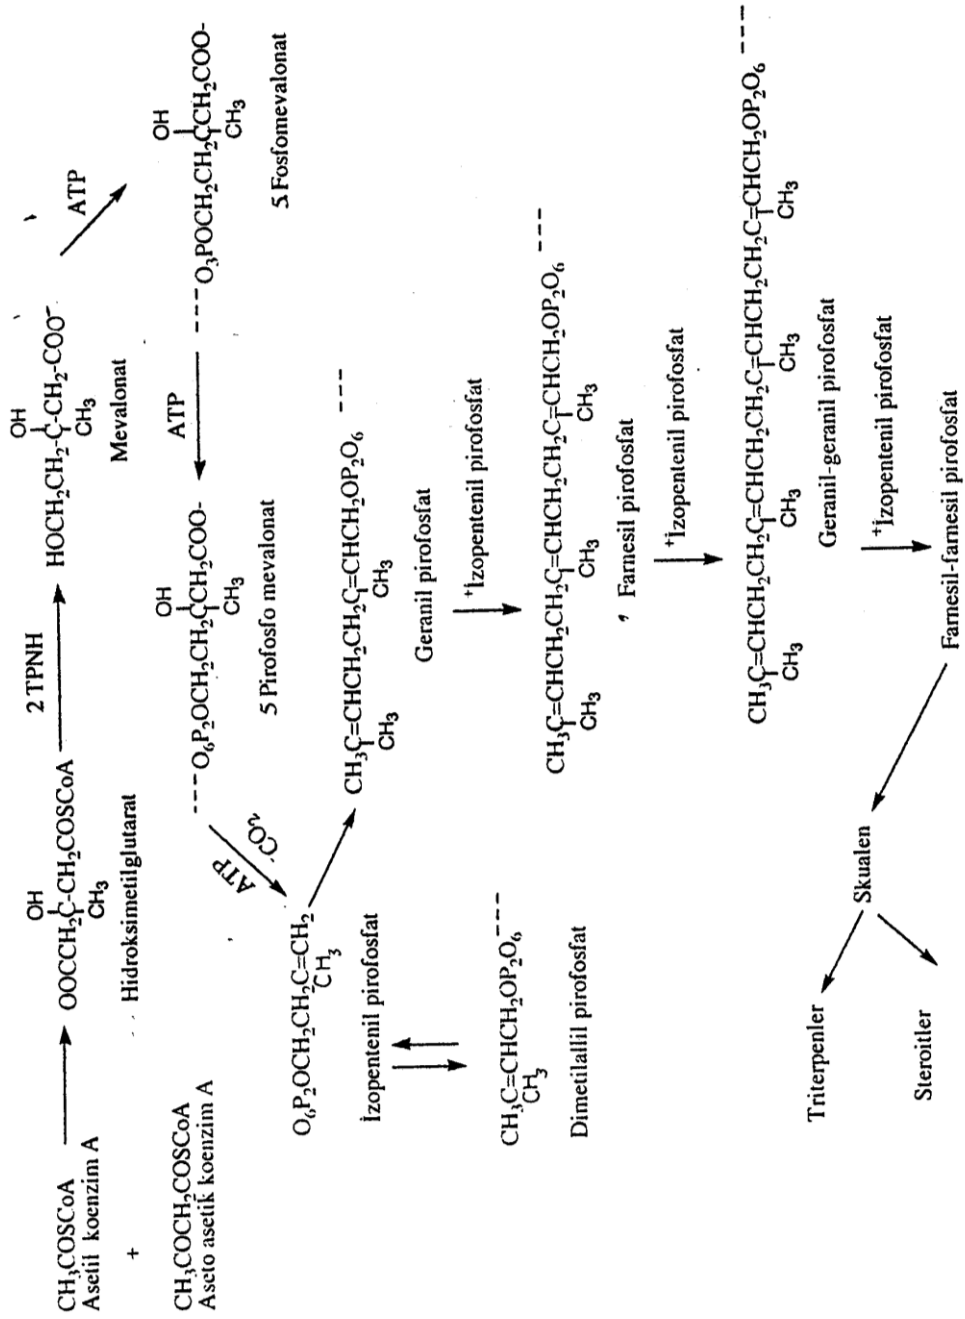 CH₃COSCoA
Asetil koenzim A
+
CH₃COCH₂COSCoA
Aseto asetik koenzim A
OH
OOCCH₂C-CH₂COSCoA
CH₃
Hidroksimetilglutarat
2 TPNH
OH
HOCH₂CH₂-C-CH₂-COO⁻
CH₃
Mevalonat
ATP
OH
----O₃POCH₂CH₂CCH₂COO-
CH₃
5 Fosfomevalonat
ATP
OH
----O₆P₂OCH₂CH₂CCH₂COO-
CH₃
5 Pirofosfo mevalonat
ATP
-CO₂
O₆P₂OCH₂CH₂C=CH₂
CH₃
İzopentenil pirofosfat
CH₃C=CHCH₂OP₂O₆----
CH₃
Dimetilallil pirofosfat
CH₃C=CHCH₂CH₂C=CHCH₂OP₂O₆ ---
CH₃ CH₃
Geranil pirofosfat
+İzopentenil pirofosfat
CH₃C=CHCH₂CH₂C=CHCH₂CH₂C=CHCH₂OP₂O₆ ---
CH₃ CH₃ CH₃
Farnesil pirofosfat
+İzopentenil pirofosfat
CH₃C=CHCH₂CH₂C=CHCH₂CH₂C=CHCH₂CH₂C=CHCH₂OP₂O₆ ---
CH₃ CH₃ CH₃ CH₃
Geranil-geranil pirofosfat
+İzopentenil pirofosfat
Farnesil-farnesil pirofosfat
Skualen
Triterpenler
Steroitler